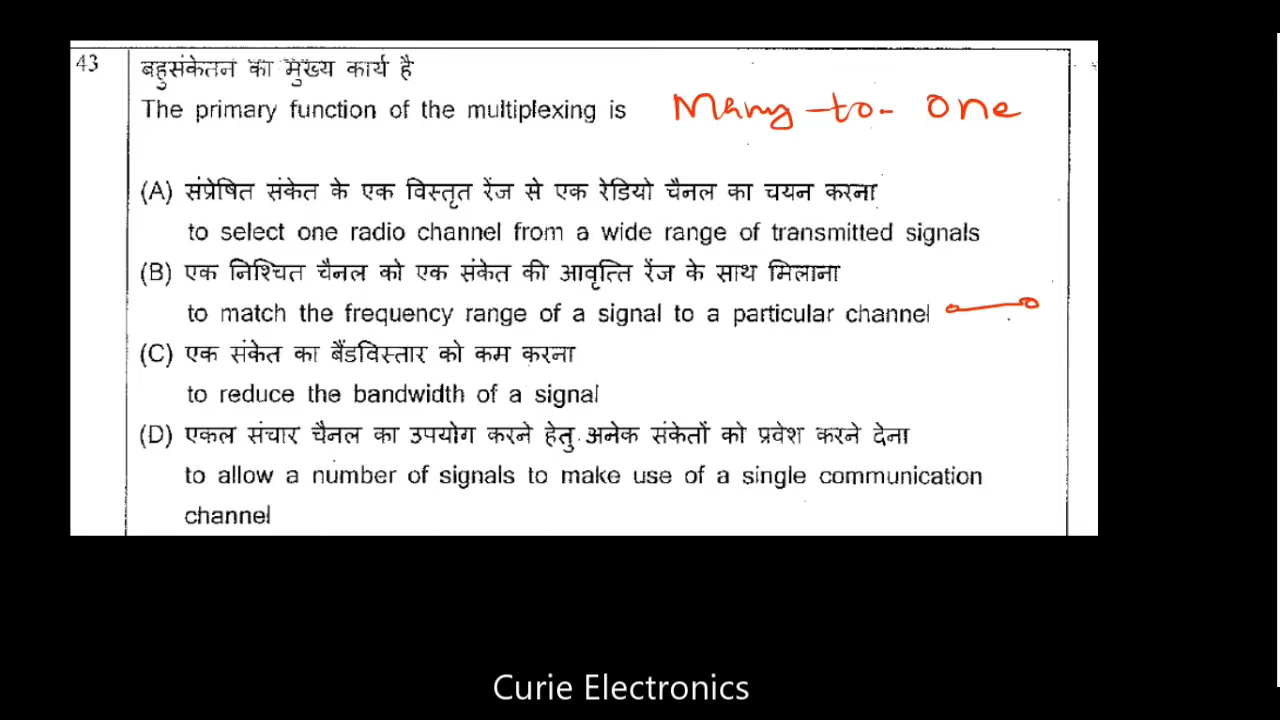 43
बहुसंकेतन का मुख्य कार्य है
The primary function of the multiplexing is Many-to-One
(A) संप्रेषित संकेत के एक विस्तृत रेंज से एक रेडियो चैनल का चयन करना
to select one radio channel from a wide range of transmitted signals
(B) एक निश्चित चैनल को एक संकेत की आवृत्ति रेंज के साथ मिलाना
to match the frequency range of a signal to a particular channel
(C) एक संकेत का बैंडविस्तार को कम करना
to reduce the bandwidth of a signal
(D) एकल संचार चैनल का उपयोग करने हेतु अनेक संकेतों को प्रवेश करने देना
to allow a number of signals to make use of a single communication
channel
Curie Electronics